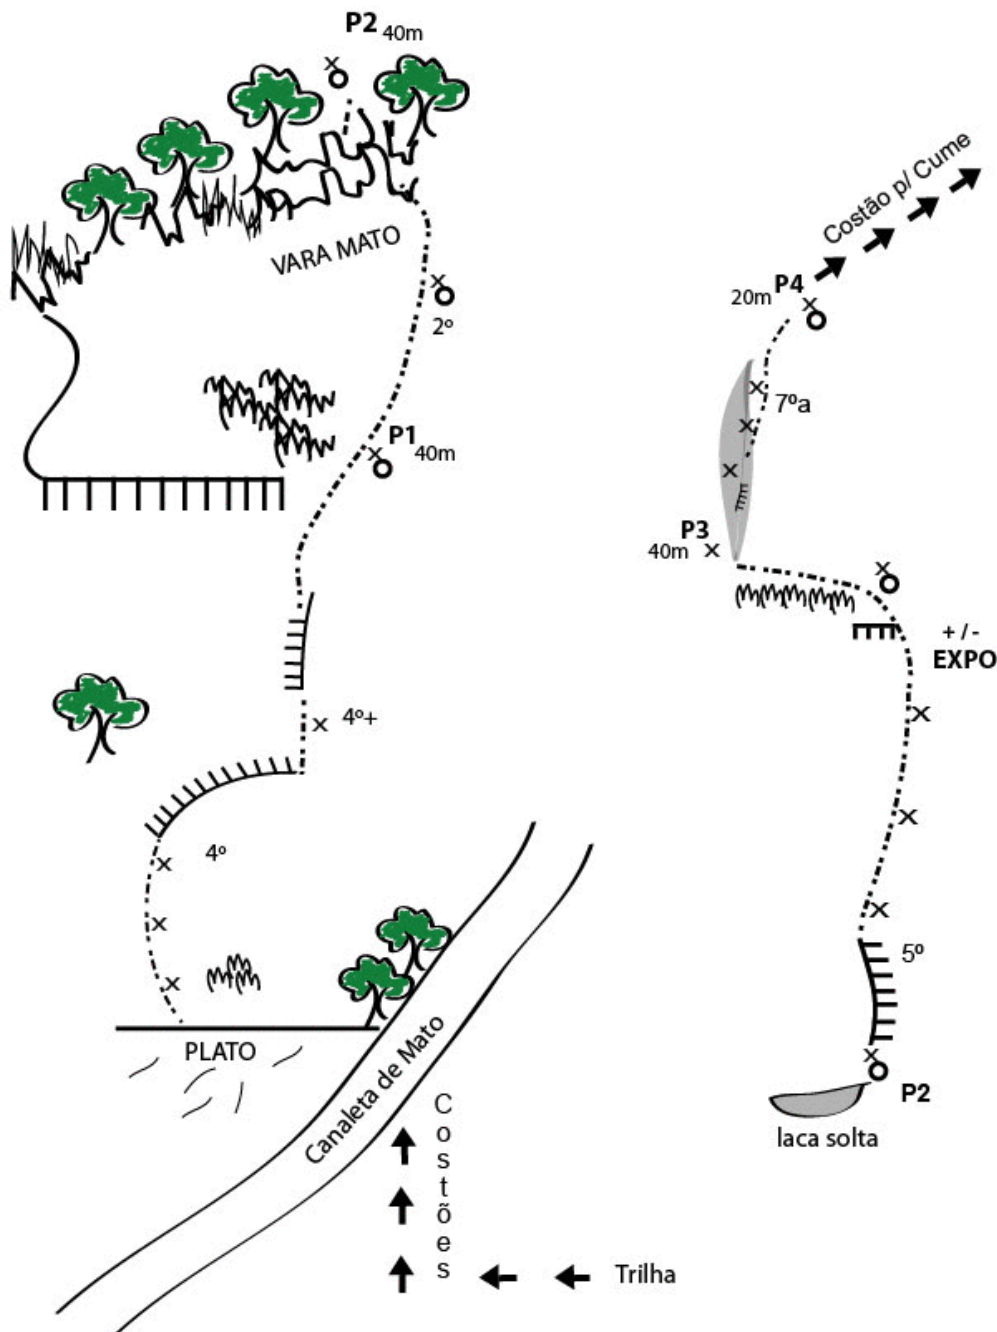 P2 40m
VARA MATO
2º
P1 40m
4º+
4º
PLATO
Canaleta de Mato
Costões
Trilha
Costão p/ Cume
P4
20m
7ºa
P3
40m
+ / -
EXPO
5º
P2
laca solta